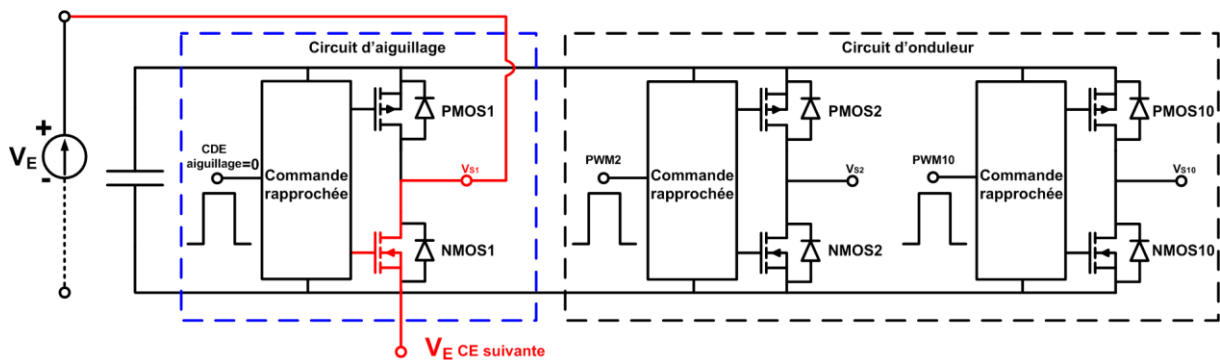 Circuit d'aiguillage
Circuit d'onduleur
+
VE
-
CDE
aiguillage=0
Commande
rapprochée
PMOS1
VS1
NMOS1
VE CE suivante
PWM2
Commande
rapprochée
PMOS2
VS2
NMOS2
PWM10
Commande
rapprochée
PMOS10
VS10
NMOS10